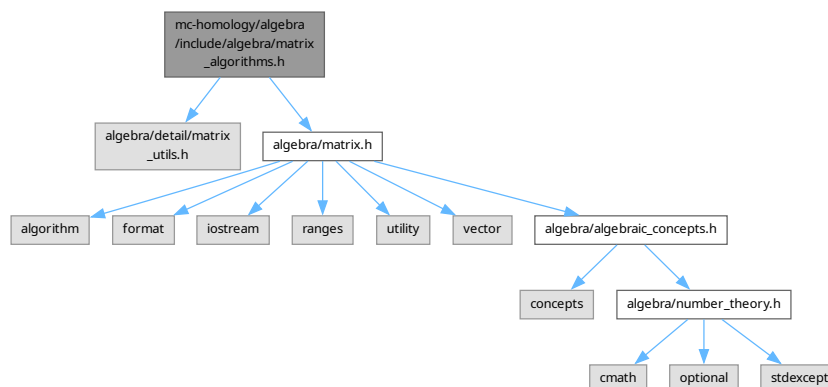 mc-homology/algebra
/include/algebra/matrix
_algorithms.h
algebra/detail/matrix
_utils.h
algebra/matrix.h
algorithm
format
iostream
ranges
utility
vector
algebra/algebraic_concepts.h
concepts
algebra/number_theory.h
cmath
optional
stdexcept